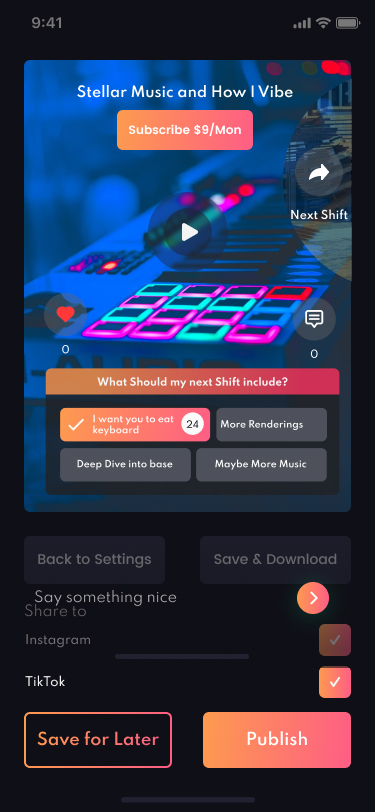 9:41
Stellar Music and How I Vibe
Subscribe $9/Mon
Next Shift
0
0
What Should my next Shift include?
I want you to eat
keyboard
24
More Renderings
Deep Dive into base
Maybe More Music
Back to Settings
Save & Download
Say something nice
Share to
Instagram
TikTok
Save for Later
Publish